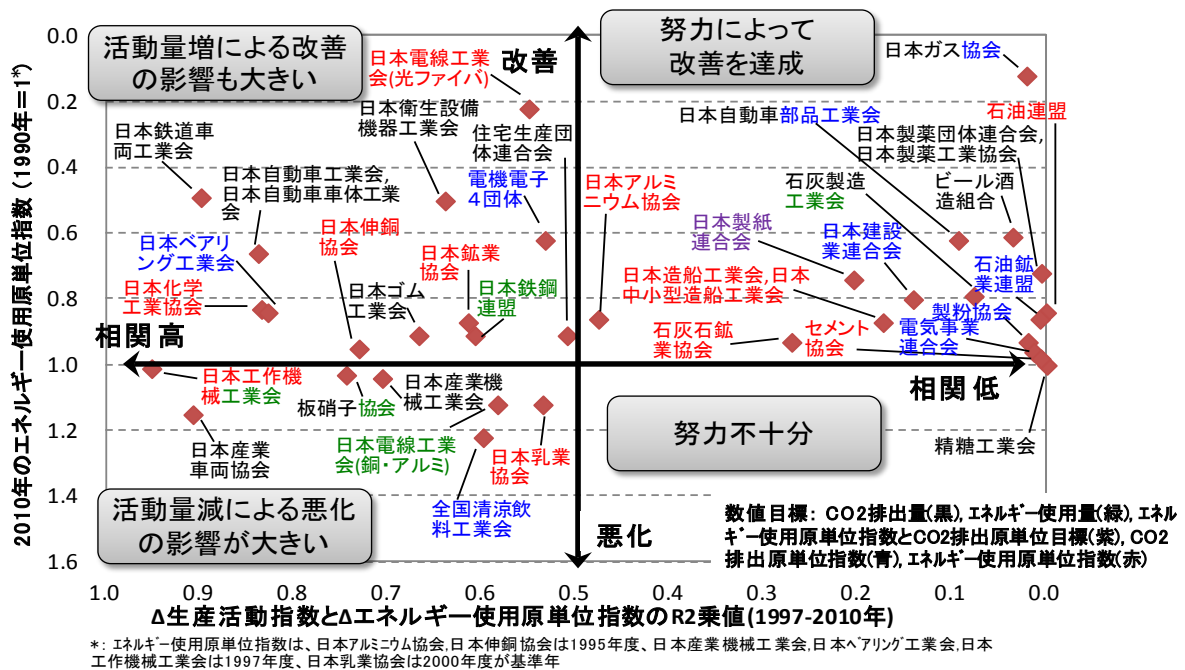 活動量増による改善
の影響も大きい
努力によって
改善を達成
改善
日本電線工業
会(光ファイバ)
日本ガス協会
日本衛生設備
機器工業会
住宅生産団
体連合会
日本自動車部品工業会
石油連盟
日本製薬団体連合会,
日本製薬工業協会
日本鉄道車
両工業会
日本自動車工業会,
日本自動車車体工業
会
電機電子
4団体
日本アルミ
ニウム協会
石灰製造
工業会
ビール酒
造組合
日本ベアリ
ング工業会
日本伸銅
協会
日本鉱業
協会
日本製紙
連合会
日本建設
業連合会
石油鉱
業連盟
日本化学
工業協会
日本ゴム
工業会
日本鉄鋼
連盟
日本造船工業会,日本
中小型造船工業会
製粉協会
石灰石鉱
業協会
セメント
協会
電気事業
連合会
相関高
相関低
日本工作機
械工業会
板硝子協会
日本産業機
械工業会
日本産業
車両協会
日本電線工業
会(銅・アルミ)
日本乳業
協会
努力不十分
精糖工業会
全国清涼飲
料工業会
活動量減による悪化
の影響が大きい
悪化
数値目標: CO2排出量(黒), エネルギー使用量(緑), エネル
ギー使用原単位指数とCO2排出原単位目標(紫), CO2
排出原単位指数(青), エネルギー使用原単位指数(赤)
2010年のエネルギー使用原単位指数(1990年=1*)
0.0
0.2
0.4
0.6
0.8
1.0
1.2
1.4
1.6
1.0 0.9 0.8 0.7 0.6 0.5 0.4 0.3 0.2 0.1 0.0
Δ生産活動指数とΔエネルギー使用原単位指数のR2乗値(1997-2010年)
*: エネルギー使用原単位指数は、日本アルミニウム協会,日本伸銅協会は1995年度、日本産業機械工業会,日本ベアリング工業会,日本
工作機械工業会は1997年度、日本乳業協会は2000年度が基準年